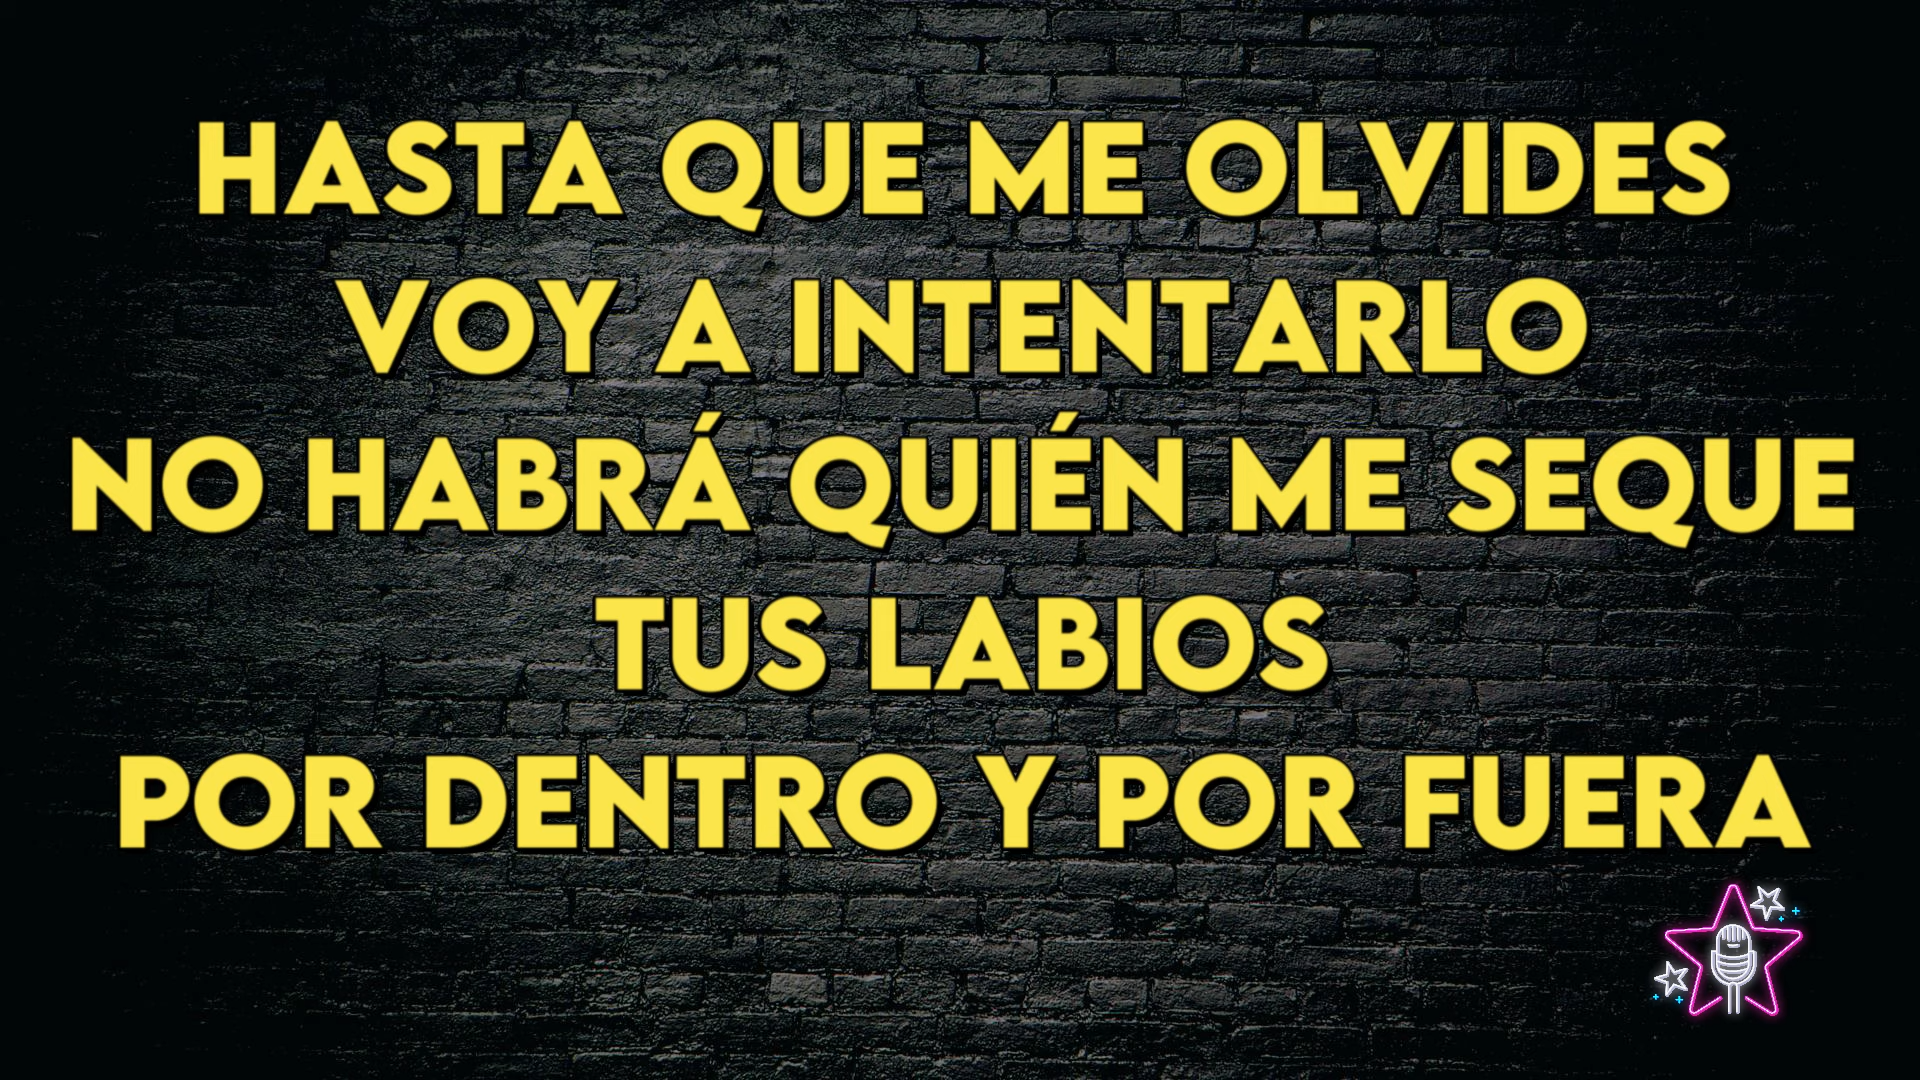 HASTA QUE ME OLVIDES
VOY A INTENTARLO
NO HABRÁ QUIÉN ME SEQUE
TUS LABIOS
POR DENTRO Y POR FUERA